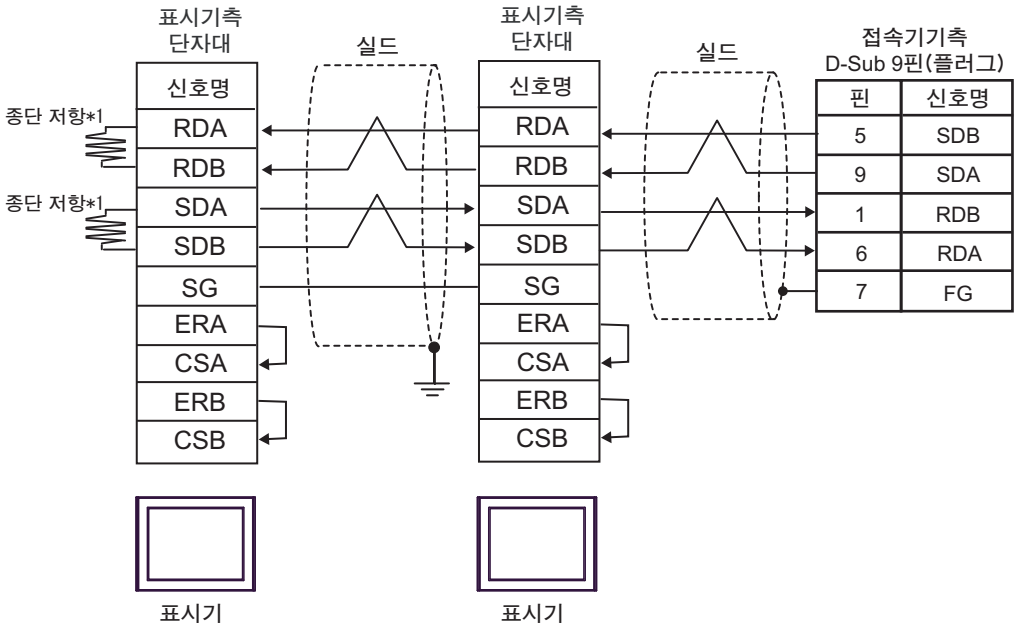 표시기측
단자대
신호명
RDA
RDB
SDA
SDB
SG
ERA
CSA
ERB
CSB
종단 저항*1
종단 저항*1
실드
표시기
표시기측
단자대
신호명
RDA
RDB
SDA
SDB
SG
ERA
CSA
ERB
CSB
실드
표시기
접속기기측
D-Sub 9핀(플러그)
핀 신호명
5 SDB
9 SDA
1 RDB
6 RDA
7 FG